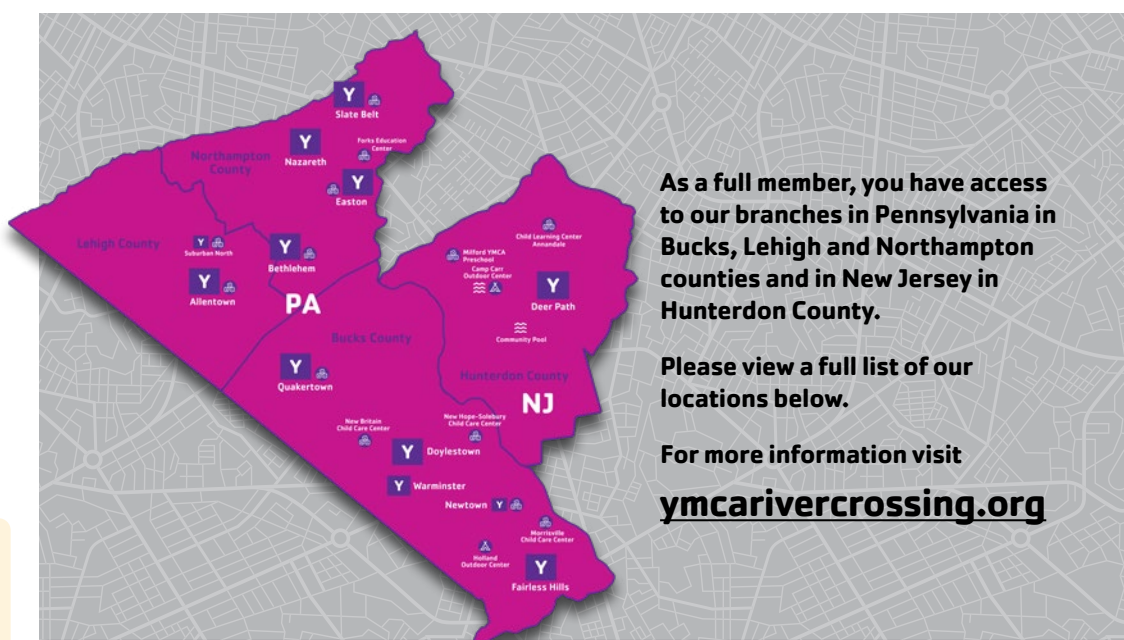 Y
Slate Belt
Y
Nazareth
Forks Education
Center
Northampton
County
Y
Easton
Lehigh County
Y
Suburban North
Y
Bethlehem
Y
Allentown
PA
Child Learning Center
Annandale
Milford YMCA
Preschool
Camp Carr
Outdoor Center
Y
Deer Path
Community Pool
Bucks County
Hunterdon County
NJ
Y
Quakertown
New Britain
Child Care Center
New Hope-Solebury
Child Care Center
Y
Doylestown
Y Warminster
Newtown Y
Morrisville
Child Care Center
Holland
Outdoor Center
Y
Fairless Hills
As a full member, you have access
to our branches in Pennsylvania in
Bucks, Lehigh and Northampton
counties and in New Jersey in
Hunterdon County.
Please view a full list of our
locations below.
For more information visit
ymcarivercrossing.org